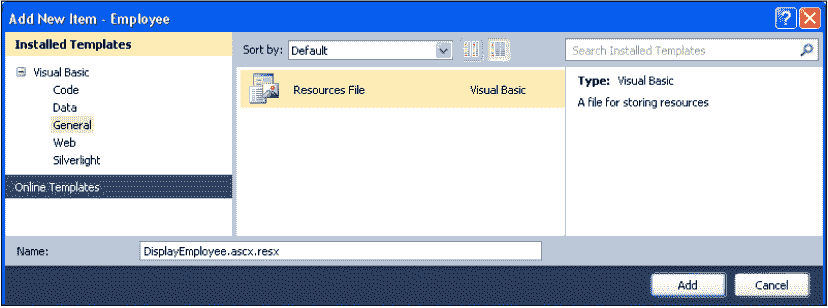 Add New Item - Employee
Installed Templates
Sort by: Default
Search Installed Templates
Visual Basic
Code
Data
General
Web
Silverlight
Online Templates
Resources File Visual Basic
Type: Visual Basic
A file for storing resources
Name: DisplayEmployee.ascx.resx
Add Cancel